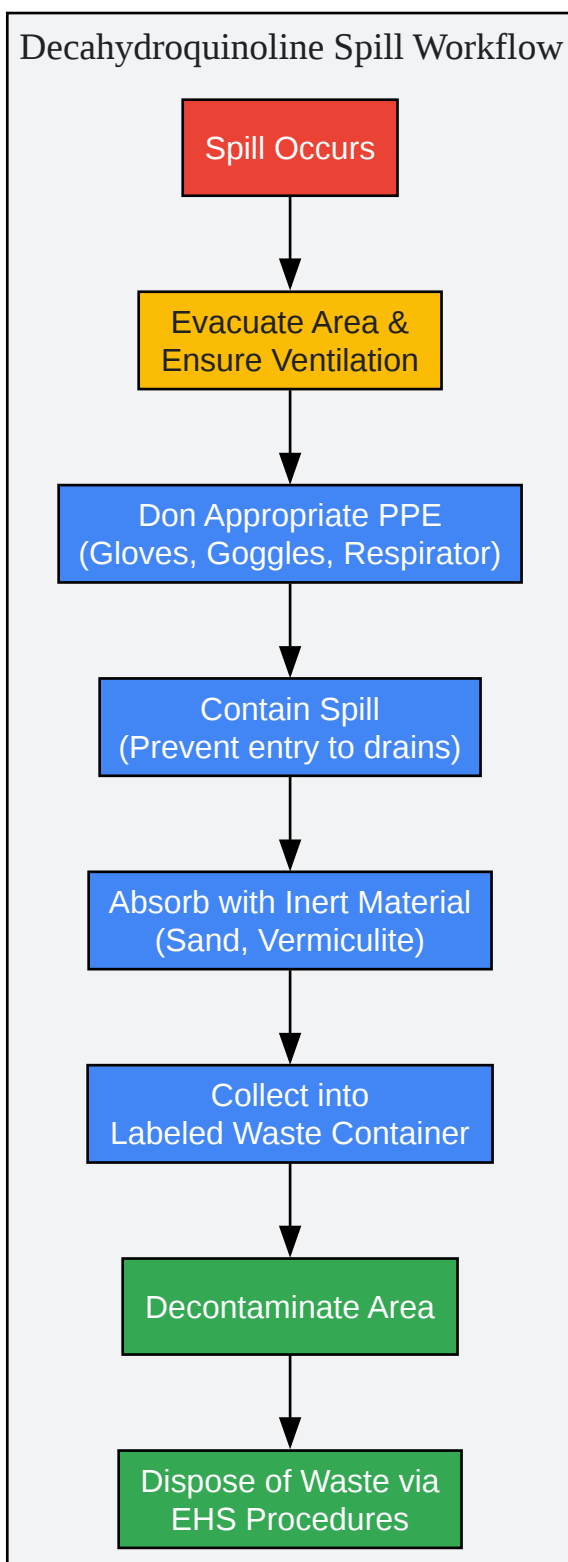 Decahydroquinoline Spill Workflow
Spill Occurs
Evacuate Area &
Ensure Ventilation
Don Appropriate PPE
(Gloves, Goggles, Respirator)
Contain Spill
(Prevent entry to drains)
Absorb with Inert Material
(Sand, Vermiculite)
Collect into
Labeled Waste Container
Decontaminate Area
Dispose of Waste via
EHS Procedures